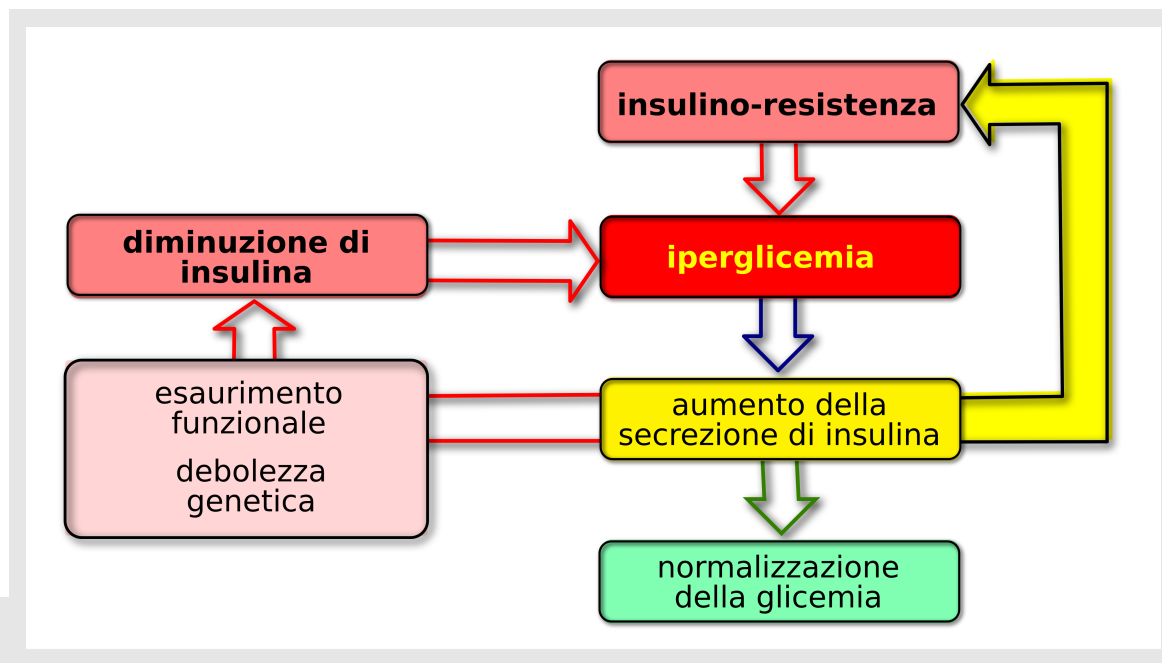 insulino-resistenza
diminuzione di
insulina
iperglicemia
esaurimento
funzionale
debolezza
genetica
aumento della
secrezione di insulina
normalizzazione
della glicemia